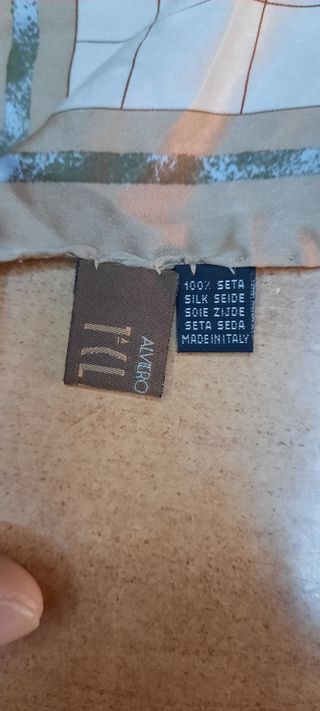 ALVIERO
100% SETA
SILK SEIDE
SOIE ZIJDE
SETA SEDA
MADE IN ITALY